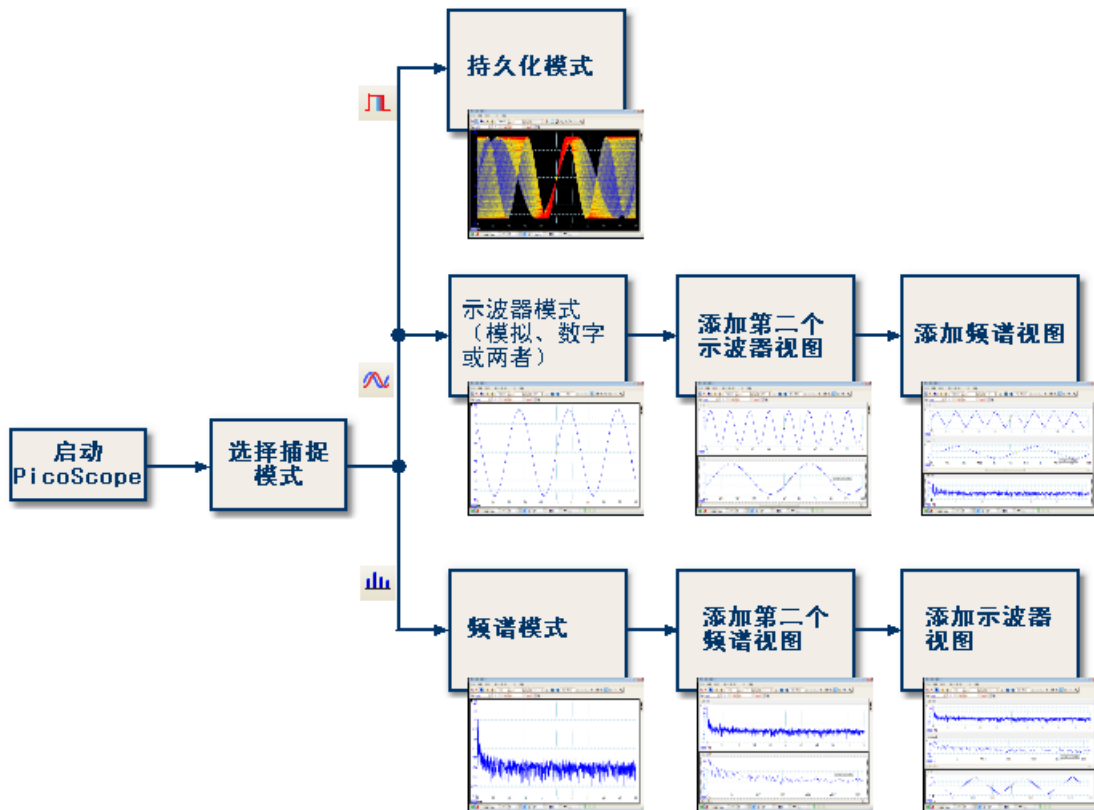 持久化模式
示波器模式
（模拟、数字
或两者）
添加第二个
示波器视图
添加频谱视图
启动
PicoScope
选择捕捉
模式
频谱模式
添加第二个
频谱视图
添加示波器
视图